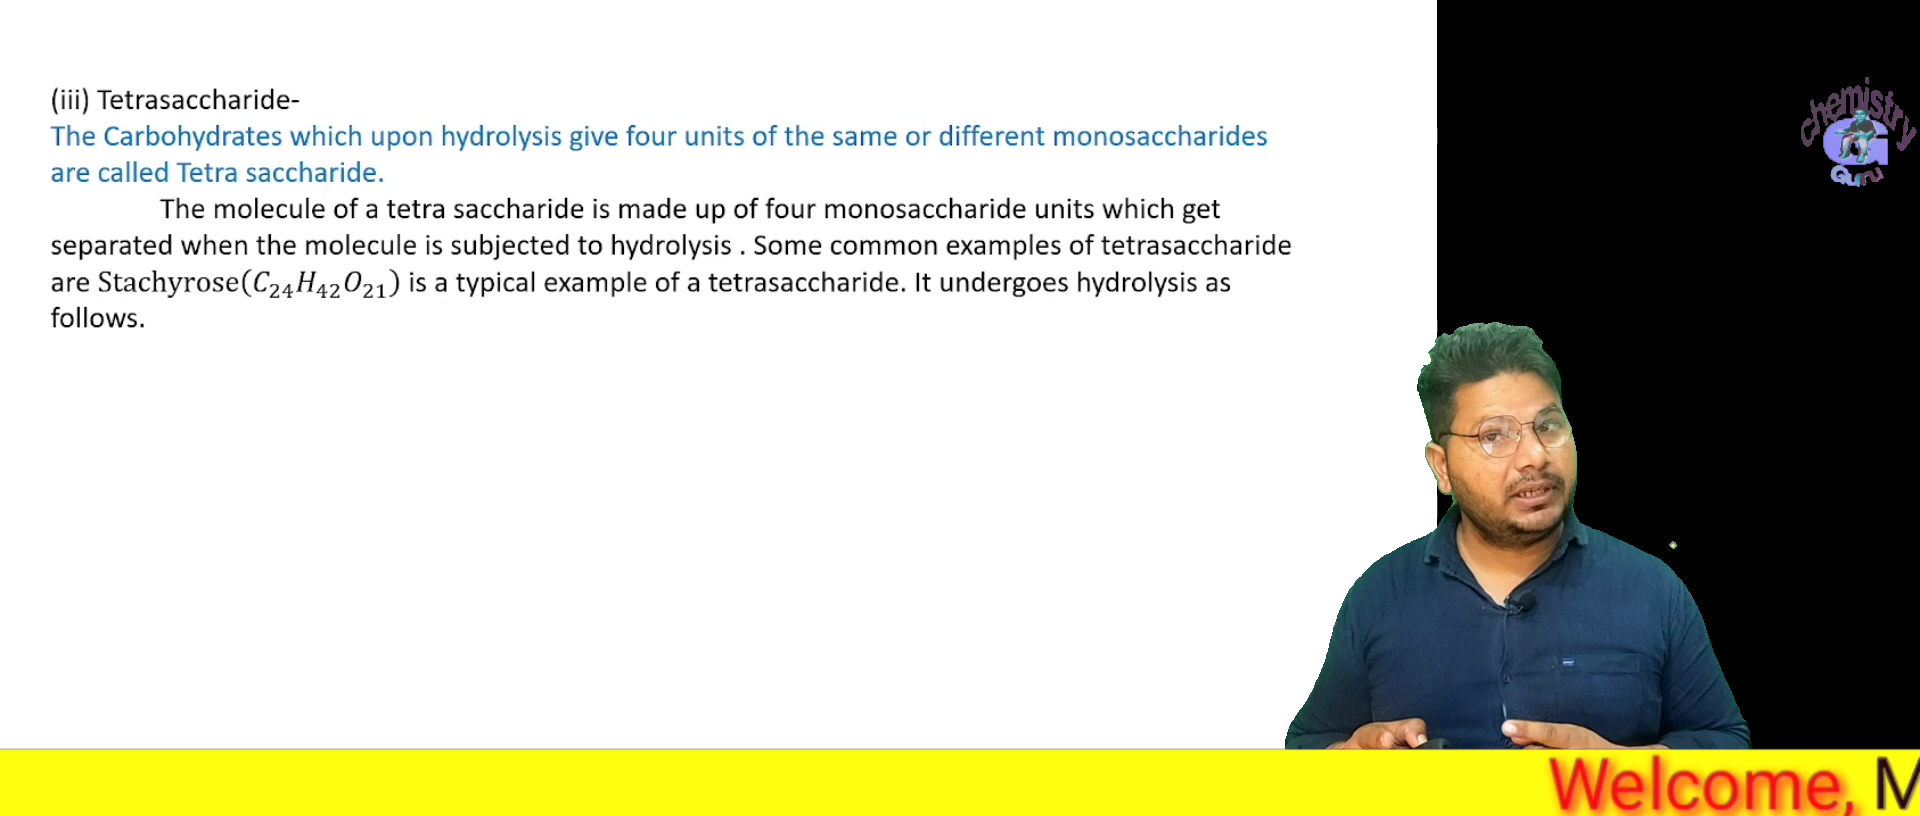 (iii) Tetrasaccharide-
The Carbohydrates which upon hydrolysis give four units of the same or different monosaccharides
are called Tetra saccharide.
The molecule of a tetra saccharide is made up of four monosaccharide units which get
separated when the molecule is subjected to hydrolysis . Some common examples of tetrasaccharide
are Stachyrose(C₂₄H₄₂O₂₁) is a typical example of a tetrasaccharide. It undergoes hydrolysis as
follows.
chemistry
G
Guru
Welcome, M